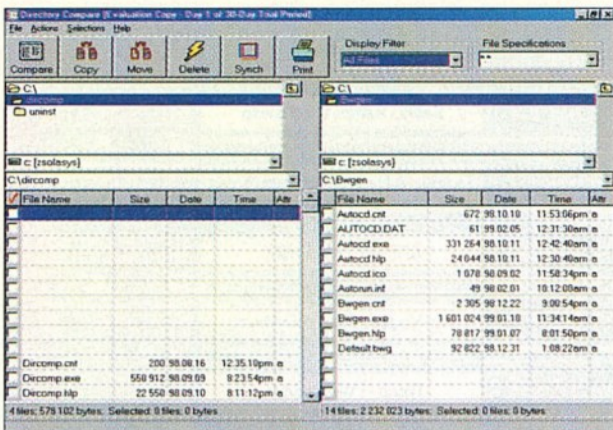 Directory Compare [Evaluation Copy - Day 1 of 30-Day Trial Period]
File Actions Selections Help
Compare Copy Move Delete Synch Print
Display Filter
File Specifications
All Files
*.*
C:\
dircomp
uninst
c: [zsolasys]
C:\dircomp
File Name Size Date Time Attr
Dircomp.cnt 200 98.08.16 12:35:10pm a
Dircomp.exe 550 912 98.09.09 8:23:54pm a
Dircomp.hlp 22 550 98.09.10 8:11:12pm a
4 files; 578 102 bytes; Selected: 0 files; 0 bytes
C:\
Bwgen
c: [zsolasys]
C:\Bwgen
File Name Size Date Time Attr
Autocd.cnt 672 98.10.10 11:53:06pm a
AUTOCD.DAT 61 99.02.05 12:31:30am a
Autocd.exe 331 264 98.10.11 12:42:40am a
Autocd.hlp 24 044 98.10.11 12:30:40am a
Autocd.ico 1 078 98.09.02 11:58:34pm a
Autorun.inf 49 98.02.01 10:12:00am a
Bwgen.cnt 2 305 98.12.22 9:00:54pm a
Bwgen.exe 1 601 024 99.01.10 11:34:14am a
Bwgen.hlp 78 817 99.01.07 8:01:50pm a
Default.bwg 92 822 98.12.31 1:08:22am a
14 files; 2 232 023 bytes; Selected: 0 files; 0 bytes